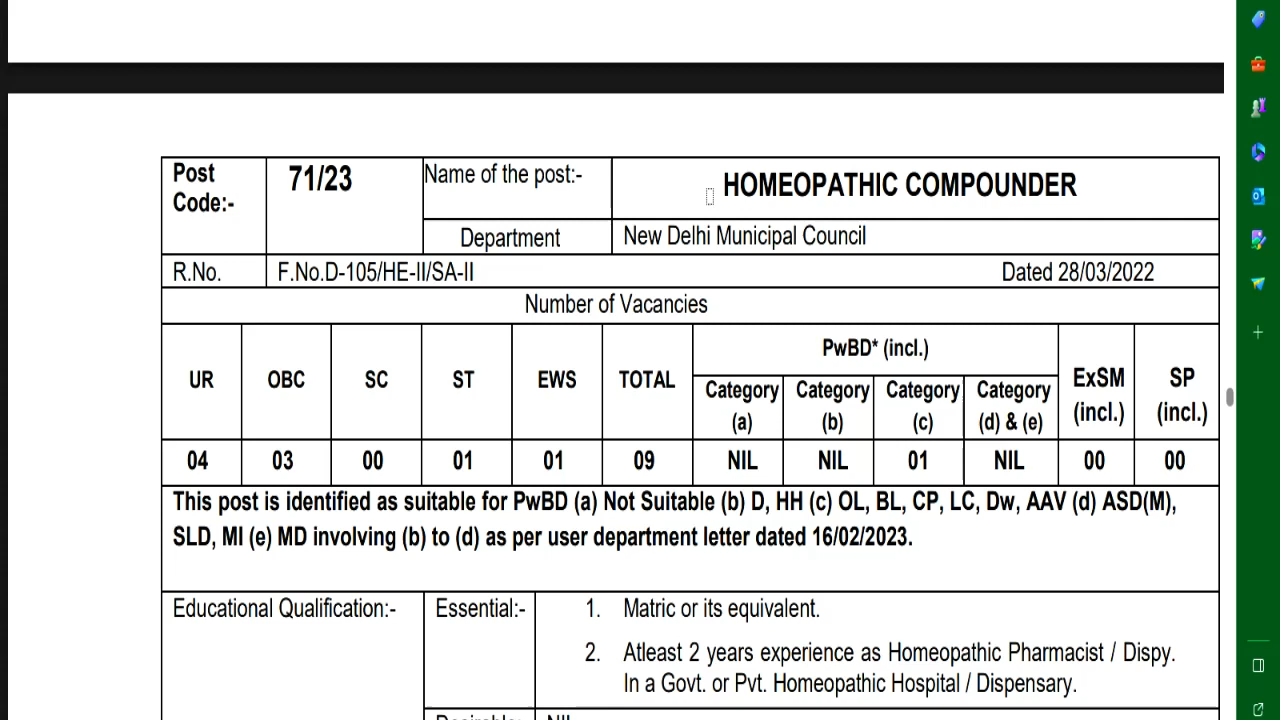 Post Code:- 71/23 Name of the post:- HOMEOPATHIC COMPOUNDER
Department New Delhi Municipal Council
R.No. F.No.D-105/HE-II/SA-II Dated 28/03/2022
Number of Vacancies
UR OBC SC ST EWS TOTAL PwBD* (incl.) ExSM (incl.) SP (incl.)
Category (a) Category (b) Category (c) Category (d) & (e)
04 03 00 01 01 09 NIL NIL 01 NIL 00 00
This post is identified as suitable for PwBD (a) Not Suitable (b) D, HH (c) OL, BL, CP, LC, Dw, AAV (d) ASD(M),
SLD, MI (e) MD involving (b) to (d) as per user department letter dated 16/02/2023.
Educational Qualification:- Essential:- 1. Matric or its equivalent.
2. Atleast 2 years experience as Homeopathic Pharmacist / Dispy.
In a Govt. or Pvt. Homeopathic Hospital / Dispensary.
Desirable: NIL